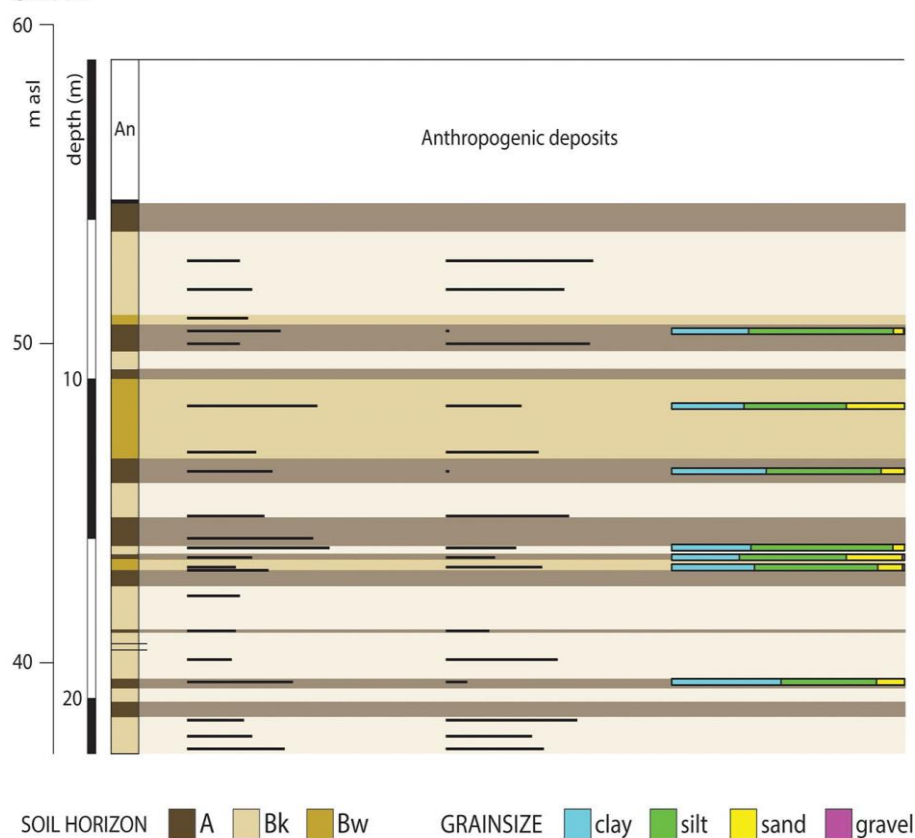 60
m asl
depth (m)
An
Anthropogenic deposits
50
10
40
20
SOIL HORIZON A Bk Bw GRAINSIZE clay silt sand gravel